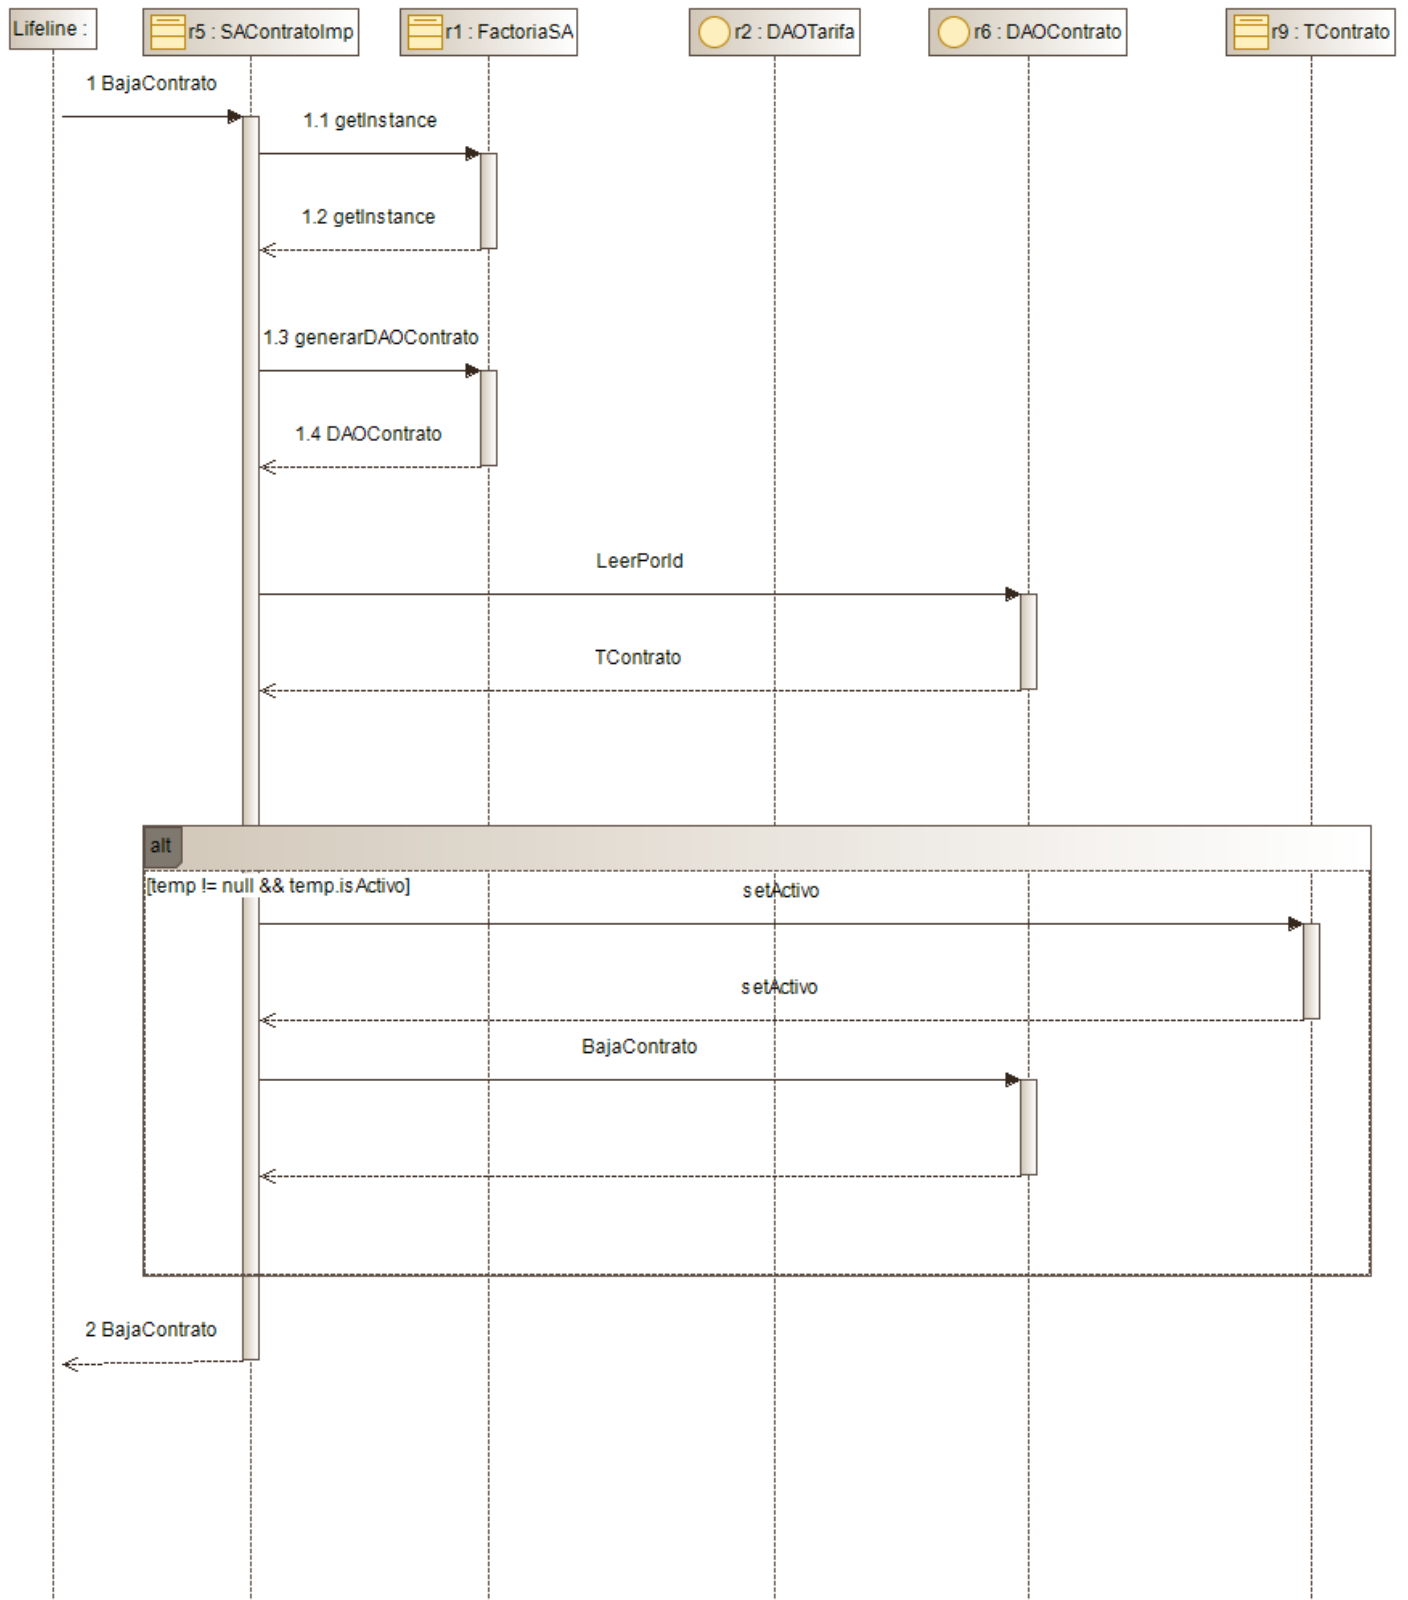 Lifeline :
r5 : SAContratoImp
r1 : FactoriaSA
r2 : DAOTarifa
r6 : DAOContrato
r9 : TContrato
1 BajaContrato
1.1 getInstance
1.2 getInstance
1.3 generarDAOContrato
1.4 DAOContrato
LeerPorId
TContrato
alt
[temp != null && temp.isActivo]
setActivo
setActivo
BajaContrato
2 BajaContrato